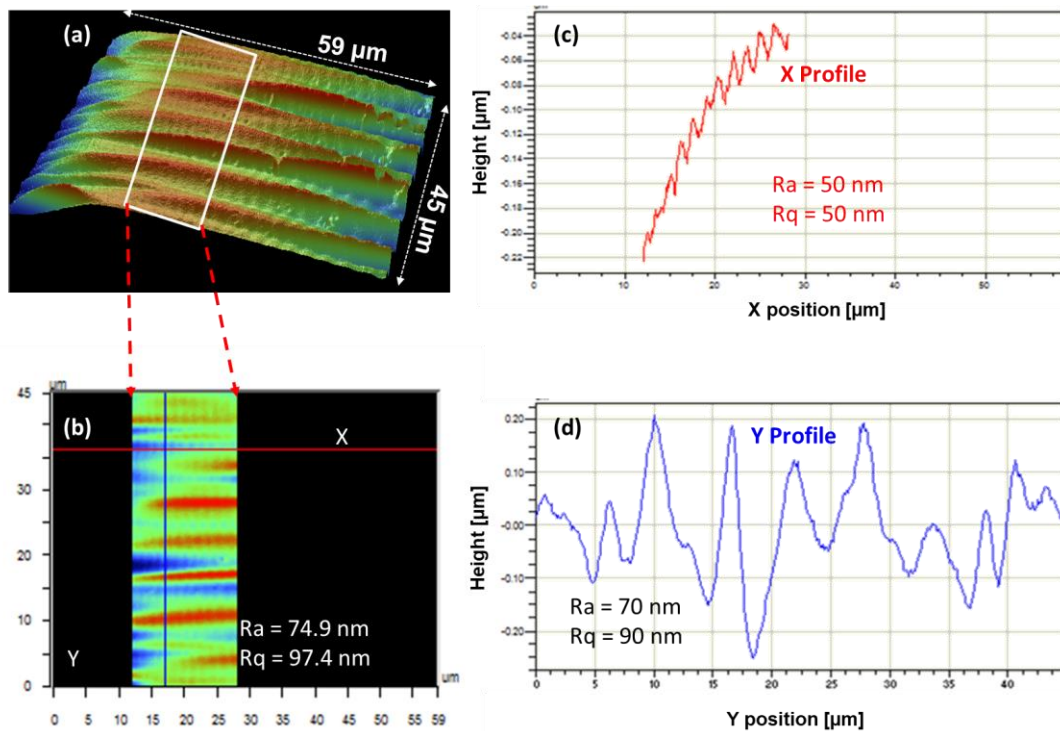 (a)
59 µm
45 µm
(c)
X Profile
Ra = 50 nm
Rq = 50 nm
Height [µm]
-0.04
-0.06
-0.08
-0.10
-0.12
-0.14
-0.16
-0.18
-0.20
-0.22
0 10 20 30 40 50
X position [µm]
µm
45
40
30
20
10
0
(b)
X
Y
Ra = 74.9 nm
Rq = 97.4 nm
um
0 5 10 15 20 25 30 35 40 45 50 55 59
(d)
Y Profile
Height [µm]
0.20
0.10
-0.00
-0.10
-0.20
Ra = 70 nm
Rq = 90 nm
0 5 10 15 20 25 30 35 40
Y position [µm]